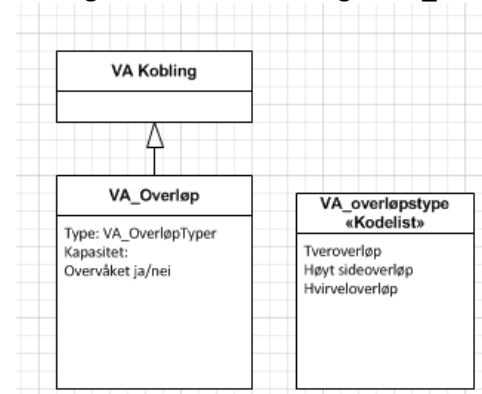 VA Kobling
VA_Overløp
Type: VA_OverløpTyper
Kapasitet:
Overvåket ja/nei
VA_overløpstype
«Kodelist»
Tveroverløp
Høyt sideoverløp
Hvirveloverløp